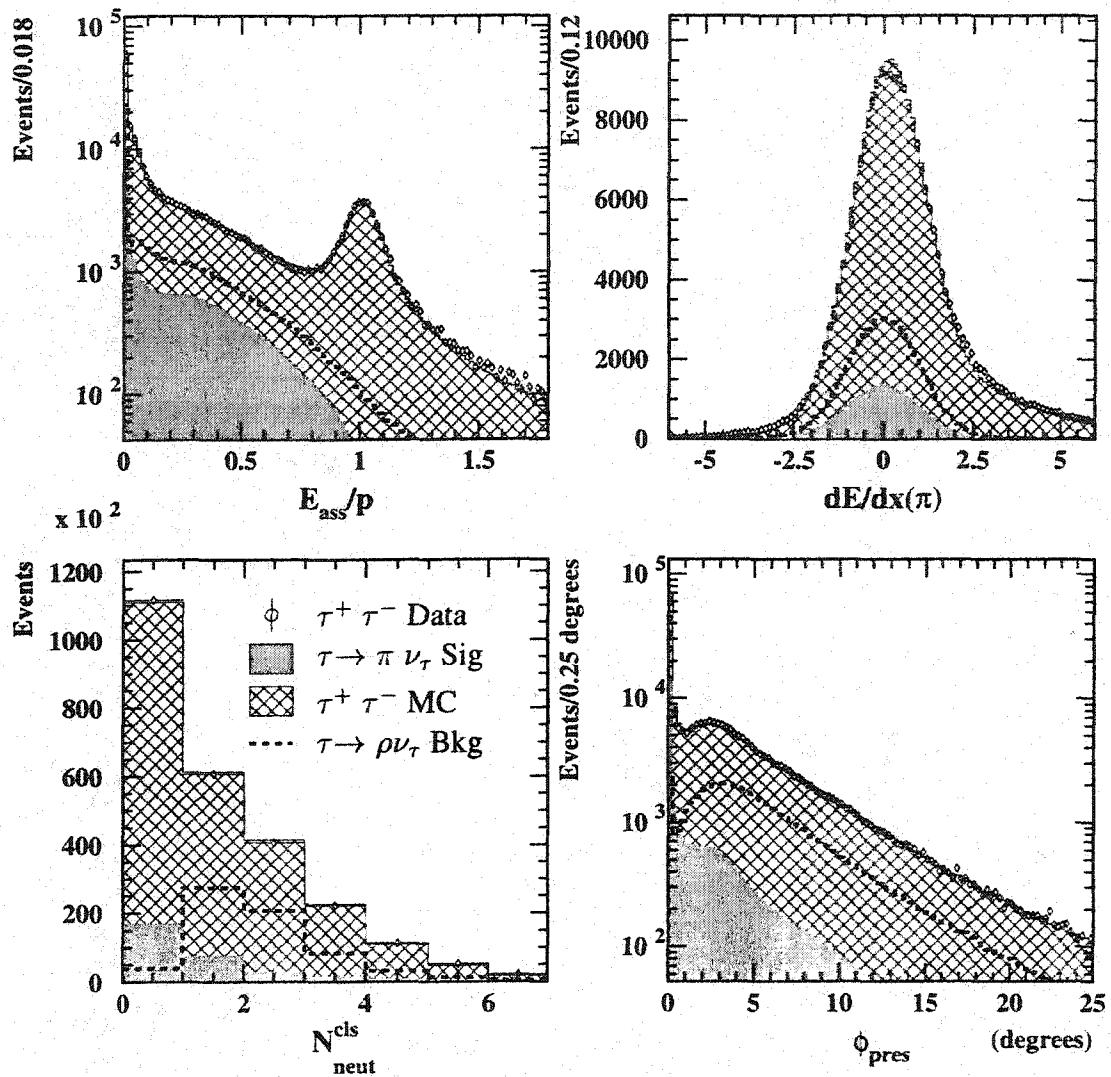 Events/0.018
10^5
10^4
10^3
10^2
0 0.5 1 1.5
E_ass/p
Events/0.12
10000
8000
6000
4000
2000
0
-5 -2.5 0 2.5 5
dE/dx(π)
x 10^2
Events
1200
1000
800
600
400
200
0
0 2 4 6
N^cls_neut
τ+ τ− Data
τ→ π ντ Sig
τ+ τ− MC
τ→ ρντ Bkg
Events/0.25 degrees
10^5
10^4
10^3
10^2
0 5 10 15 20 25
ϕ_pres (degrees)